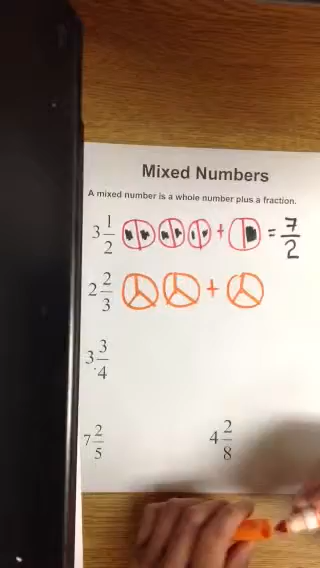 Mixed Numbers
A mixed number is a whole number plus a fraction.
3 1/2 + = 7/2
2 2/3 +
3 3/4
7 2/5 4 2/8